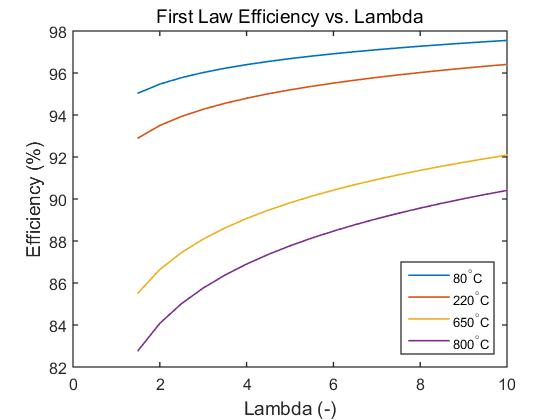 First Law Efficiency vs. Lambda
Efficiency (%)
98
96
94
92
90
88
86
84
82
0
2
4
6
8
10
Lambda (-)
80°C
220°C
650°C
800°C